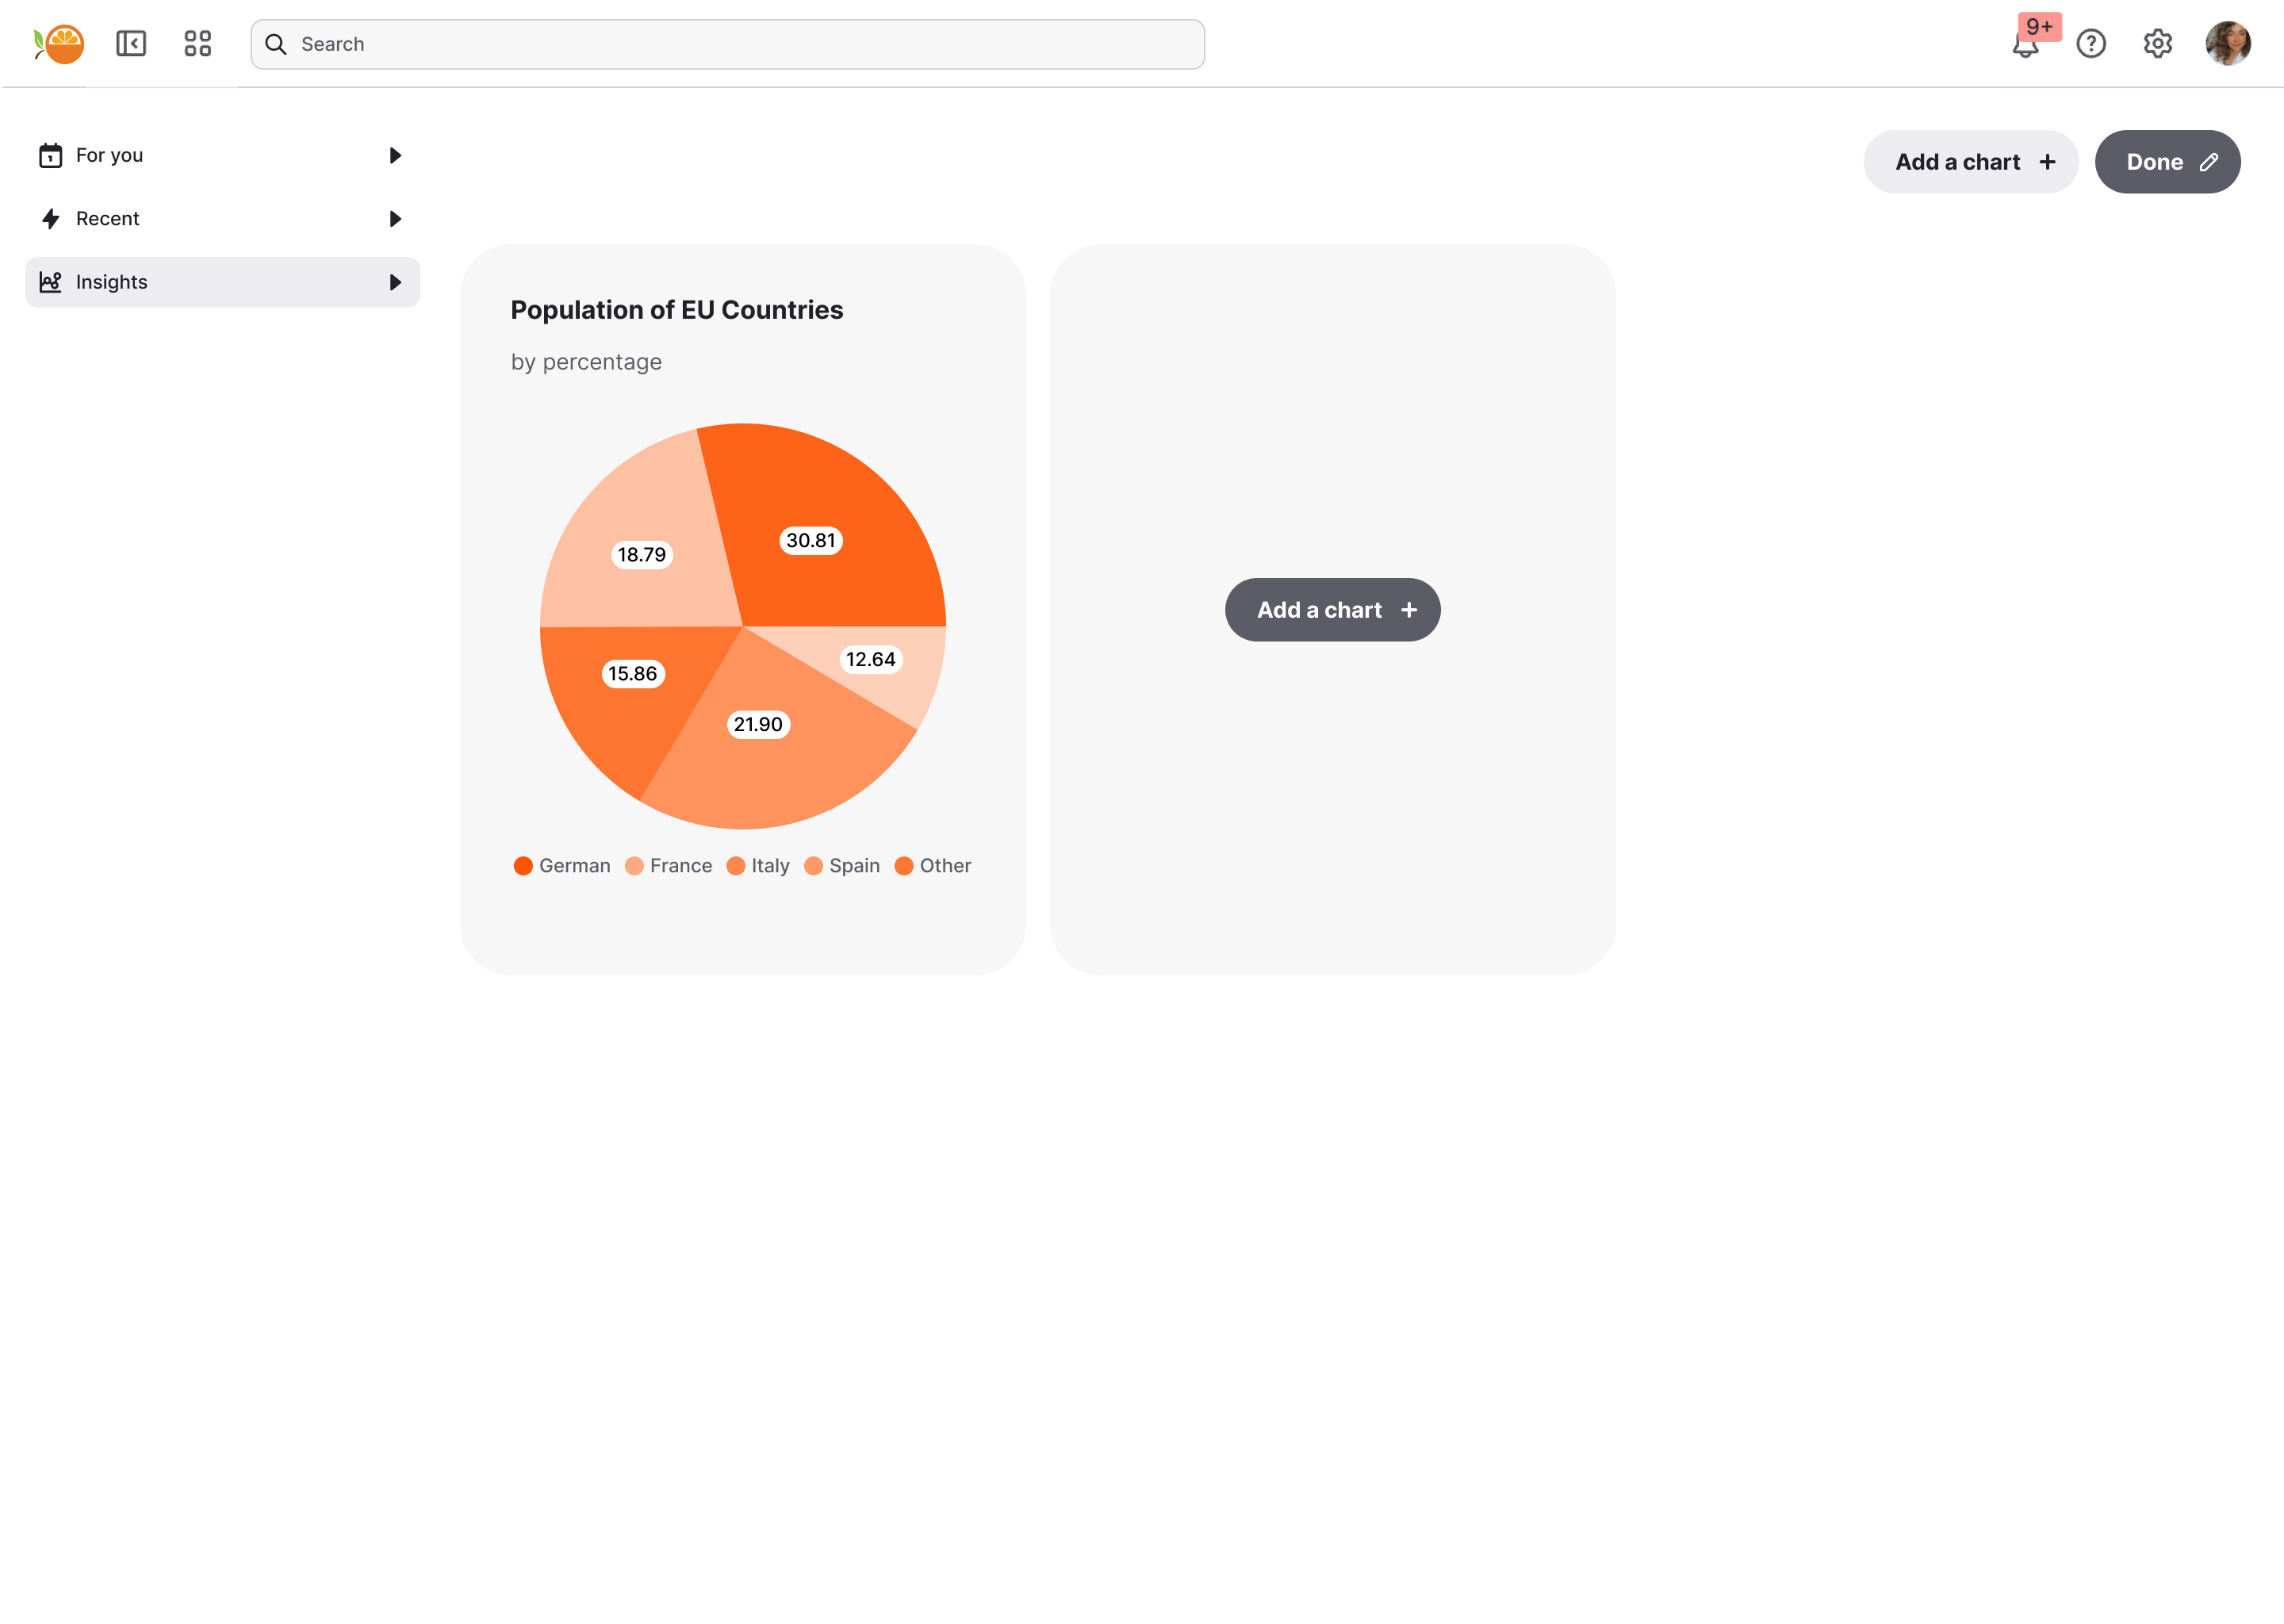 Search
9+
For you
Recent
Insights
Add a chart
Done
Population of EU Countries
by percentage
30.81
18.79
12.64
15.86
21.90
Add a chart
German France Italy Spain Other